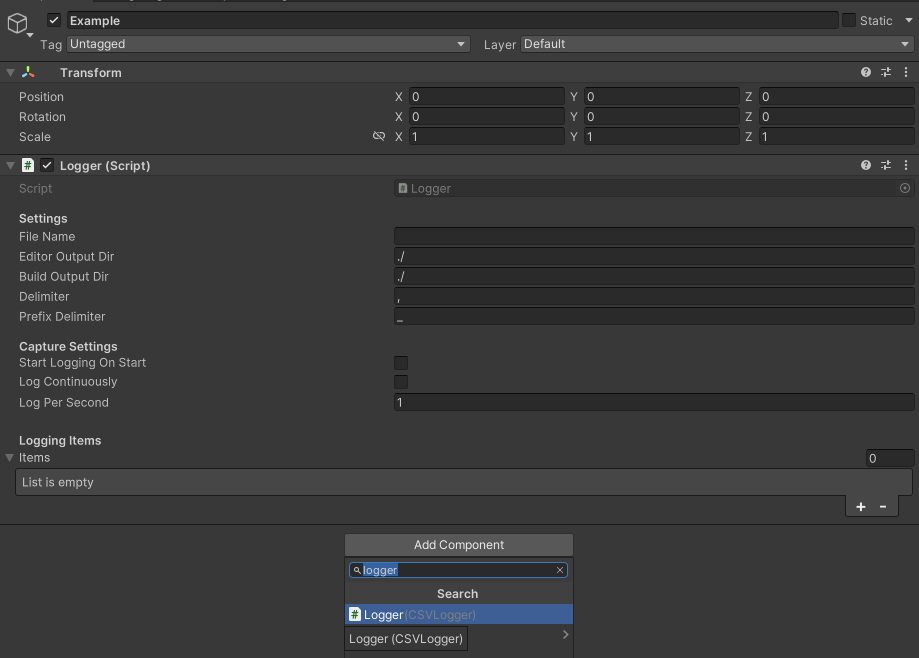 Example
Static
Tag Untagged
Layer Default
Transform
Position X 0 Y 0 Z 0
Rotation X 0 Y 0 Z 0
Scale X 1 Y 1 Z 1
# Logger (Script)
Script # Logger
Settings
File Name
Editor Output Dir ./
Build Output Dir ./
Delimiter ,
Prefix Delimiter _
Capture Settings
Start Logging On Start
Log Continuously
Log Per Second 1
Logging Items
Items 0
List is empty
+ -
Add Component
logger
Search
# Logger (CSVLogger)
Logger (CSVLogger)